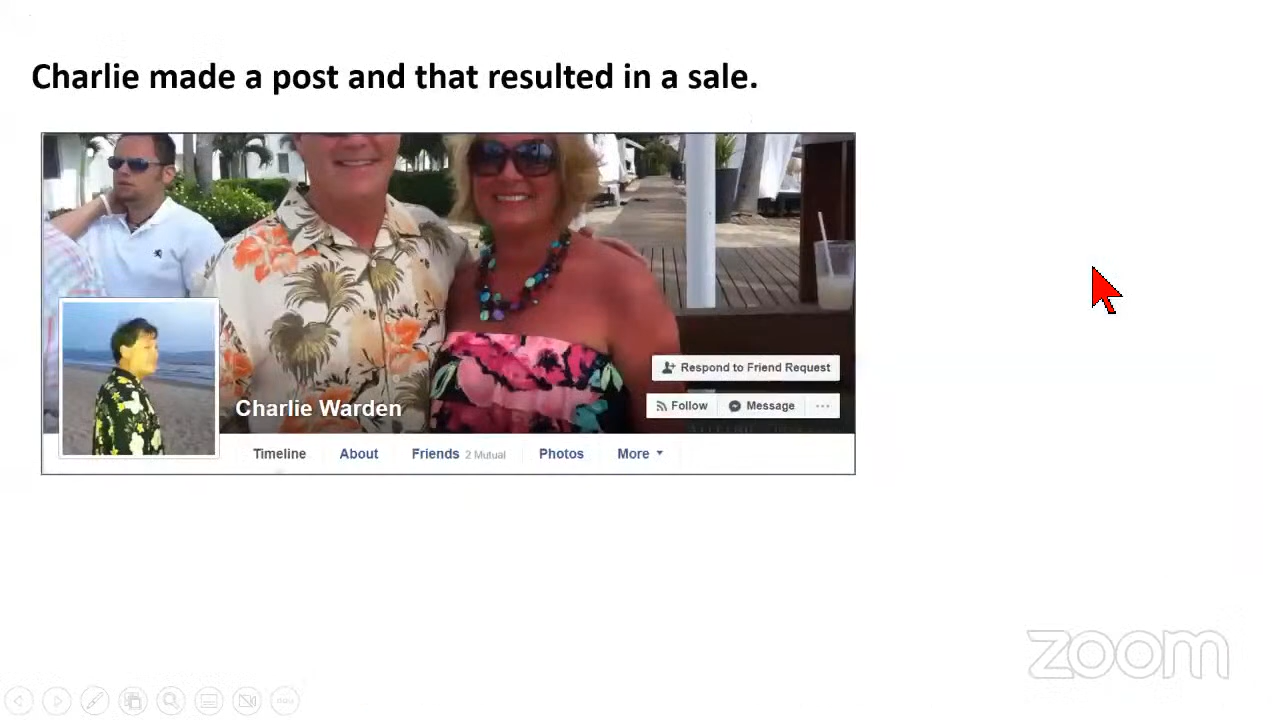 Charlie made a post and that resulted in a sale.
Respond to Friend Request
Charlie Warden
Follow
Message
Timeline
About
Friends 2 Mutual
Photos
More
zoom